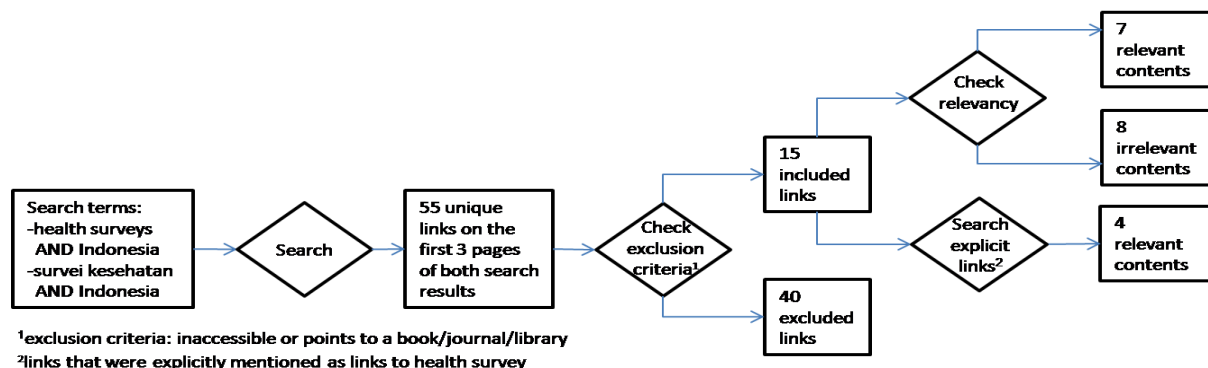 Search terms:
-health surveys
AND Indonesia
-survei kesehatan
AND Indonesia
Search
55 unique
links on the
first 3 pages
of both search
results
Check
exclusion
criteria¹
15
included
links
40
excluded
links
Check
relevancy
7
relevant
contents
8
irrelevant
contents
Search
explicit
links²
4
relevant
contents
¹exclusion criteria: inaccessible or points to a book/journal/library
²links that were explicitly mentioned as links to health survey